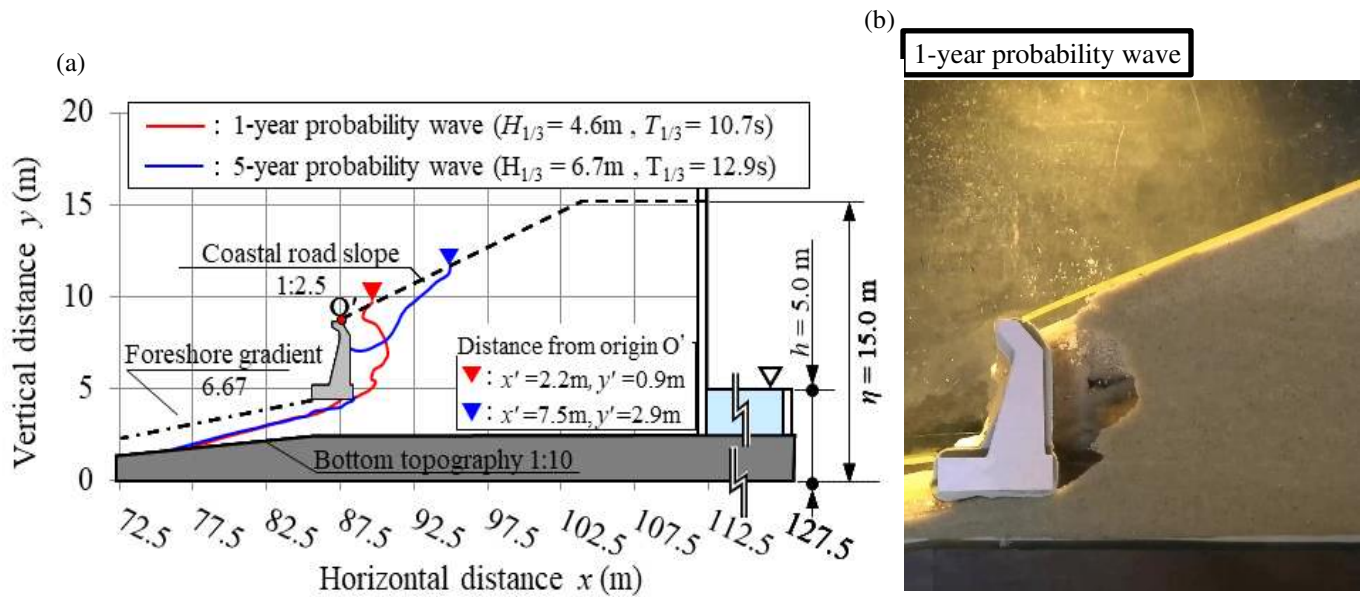 (a)
20
15
10
5
0
Vertical distance y (m)
: 1-year probability wave (H1/3 = 4.6m , T1/3 = 10.7s)
: 5-year probability wave (H1/3 = 6.7m , T1/3 = 12.9s)
Coastal road slope
1:2.5
O'
Foreshore gradient
6.67
Distance from origin O'
: x' =2.2m, y' =0.9m
: x' =7.5m, y' =2.9m
Bottom topography 1:10
h = 5.0 m
η = 15.0 m
72.5 77.5 82.5 87.5 92.5 97.5 102.5 107.5 112.5 127.5
Horizontal distance x (m)
(b)
1-year probability wave